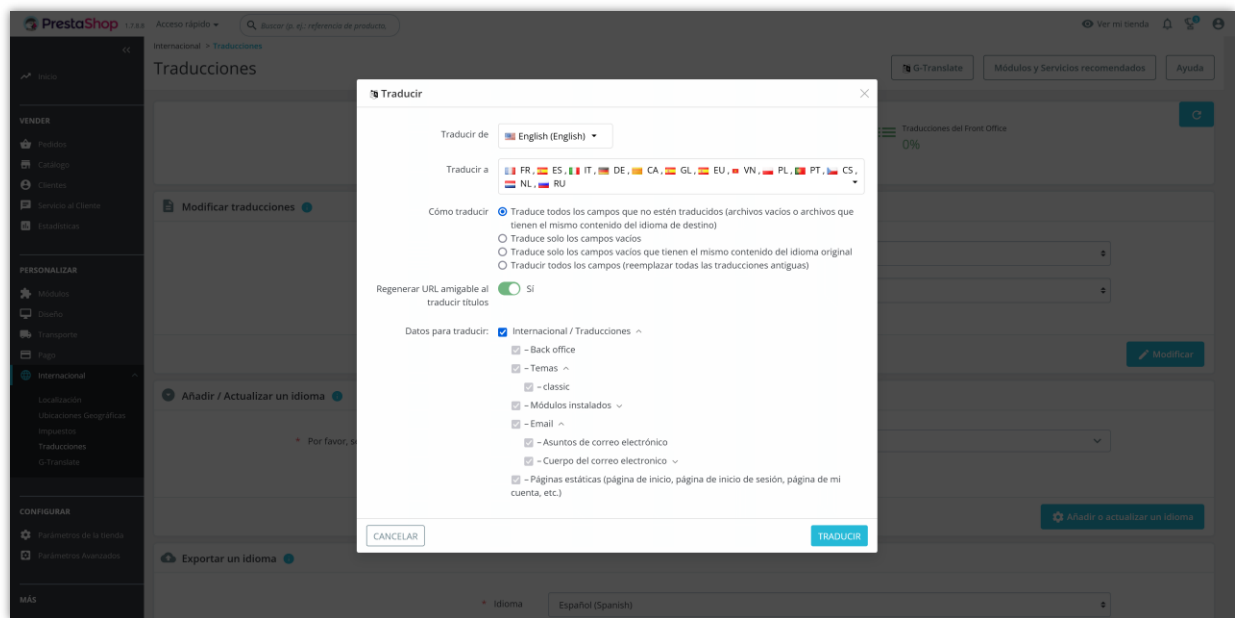 PrestaShop 1.7.8.8 Acceso rápido Buscar (p. ej.: referencia de producto, Ver mi tienda
Internacional > Traducciones
Traducciones
G-Translate Módulos y Servicios recomendados Ayuda
Inicio
VENDER
Pedidos
Catálogo
Clientes
Servicio al Cliente
Estadísticas
PERSONALIZAR
Módulos
Diseño
Transporte
Pago
Internacional
Localización
Ubicaciones Geográficas
Impuestos
Traducciones
G-Translate
CONFIGURAR
Parámetros de la tienda
Parámetros Avanzados
MÁS
Traducciones del Front Office
0%
Modificar traducciones
Modificar
Añadir / Actualizar un idioma
* Por favor, se
Añadir o actualizar un idioma
Exportar un idioma
* Idioma Español (Spanish)
Traducir
Traducir de English (English)
Traducir a FR, ES, IT, DE, CA, GL, EU, VN, PL, PT, CS,
NL, RU
Cómo traducir Traduce todos los campos que no estén traducidos (archivos vacíos o archivos que
tienen el mismo contenido del idioma de destino)
Traduce solo los campos vacíos
Traduce solo los campos vacíos que tienen el mismo contenido del idioma original
Traducir todos los campos (reemplazar todas las traducciones antiguas)
Regenerar URL amigable al
traducir títulos
Sí
Datos para traducir: Internacional / Traducciones
– Back office
– Temas
– classic
– Módulos instalados
– Email
– Asuntos de correo electrónico
– Cuerpo del correo electronico
– Páginas estáticas (página de inicio, página de inicio de sesión, página de mi
cuenta, etc.)
CANCELAR TRADUCIR